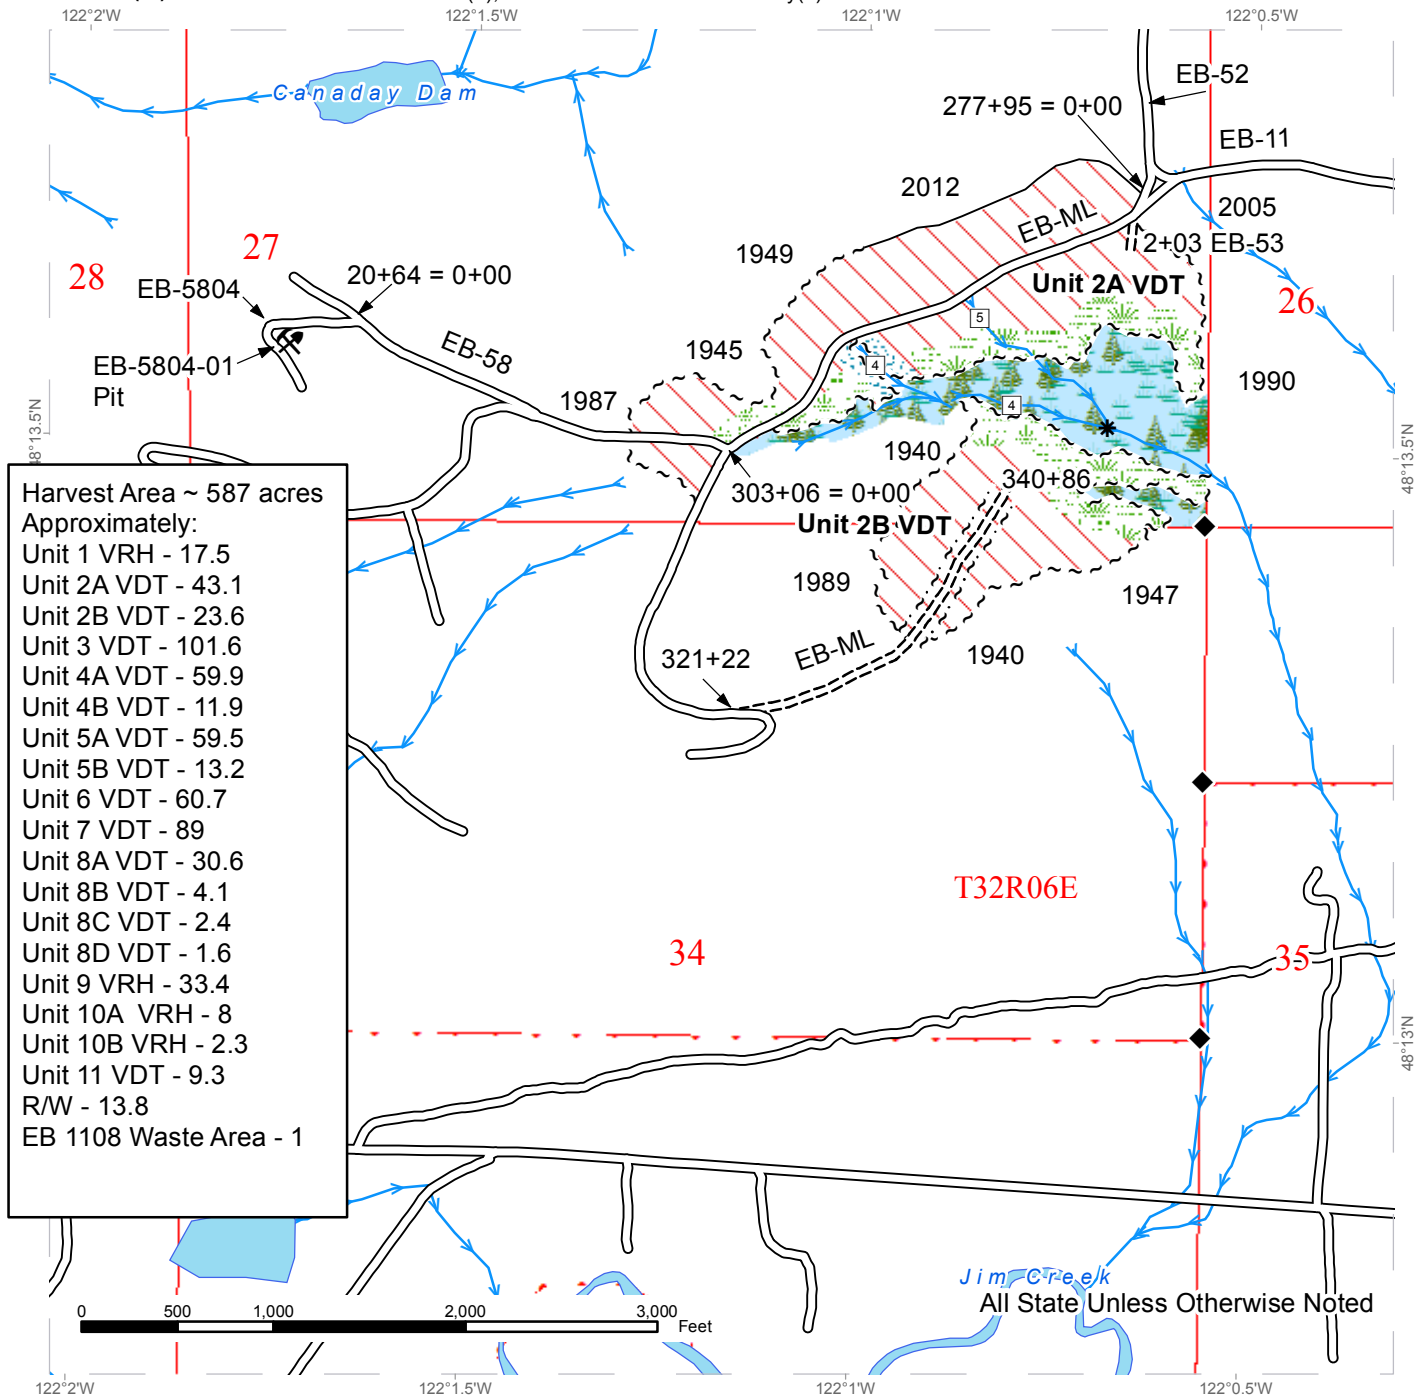 122°2'W
122°1.5'W
122°1'W
122°0.5'W
Canaday Dam
EB-52
277+95 = 0+00
EB-11
2012
2005
EB-ML
2+03 EB-53
1949
27
28
20+64 = 0+00
EB-5804
Unit 2A VDT
26
5
EB-58
1945
EB-5804-01
Pit
4
1990
1987
4
48°13.5'N
48°13.5'N
1940
340+86
303+06 = 0+00
Unit 2B VDT
1989
1947
EB-ML
1940
321+22
Harvest Area ~ 587 acres
Approximately:
Unit 1 VRH - 17.5
Unit 2A VDT - 43.1
Unit 2B VDT - 23.6
Unit 3 VDT - 101.6
Unit 4A VDT - 59.9
Unit 4B VDT - 11.9
Unit 5A VDT - 59.5
Unit 5B VDT - 13.2
Unit 6 VDT - 60.7
Unit 7 VDT - 89
Unit 8A VDT - 30.6
Unit 8B VDT - 4.1
Unit 8C VDT - 2.4
Unit 8D VDT - 1.6
Unit 9 VRH - 33.4
Unit 10A  VRH - 8
Unit 10B VRH - 2.3
Unit 11 VDT - 9.3
R/W - 13.8
EB 1108 Waste Area - 1
T32R06E
34
35
48°13'N
Jim Creek
All State Unless Otherwise Noted
0 500 1,000 2,000 3,000
Feet
122°2'W
122°1.5'W
122°1'W
122°0.5'W